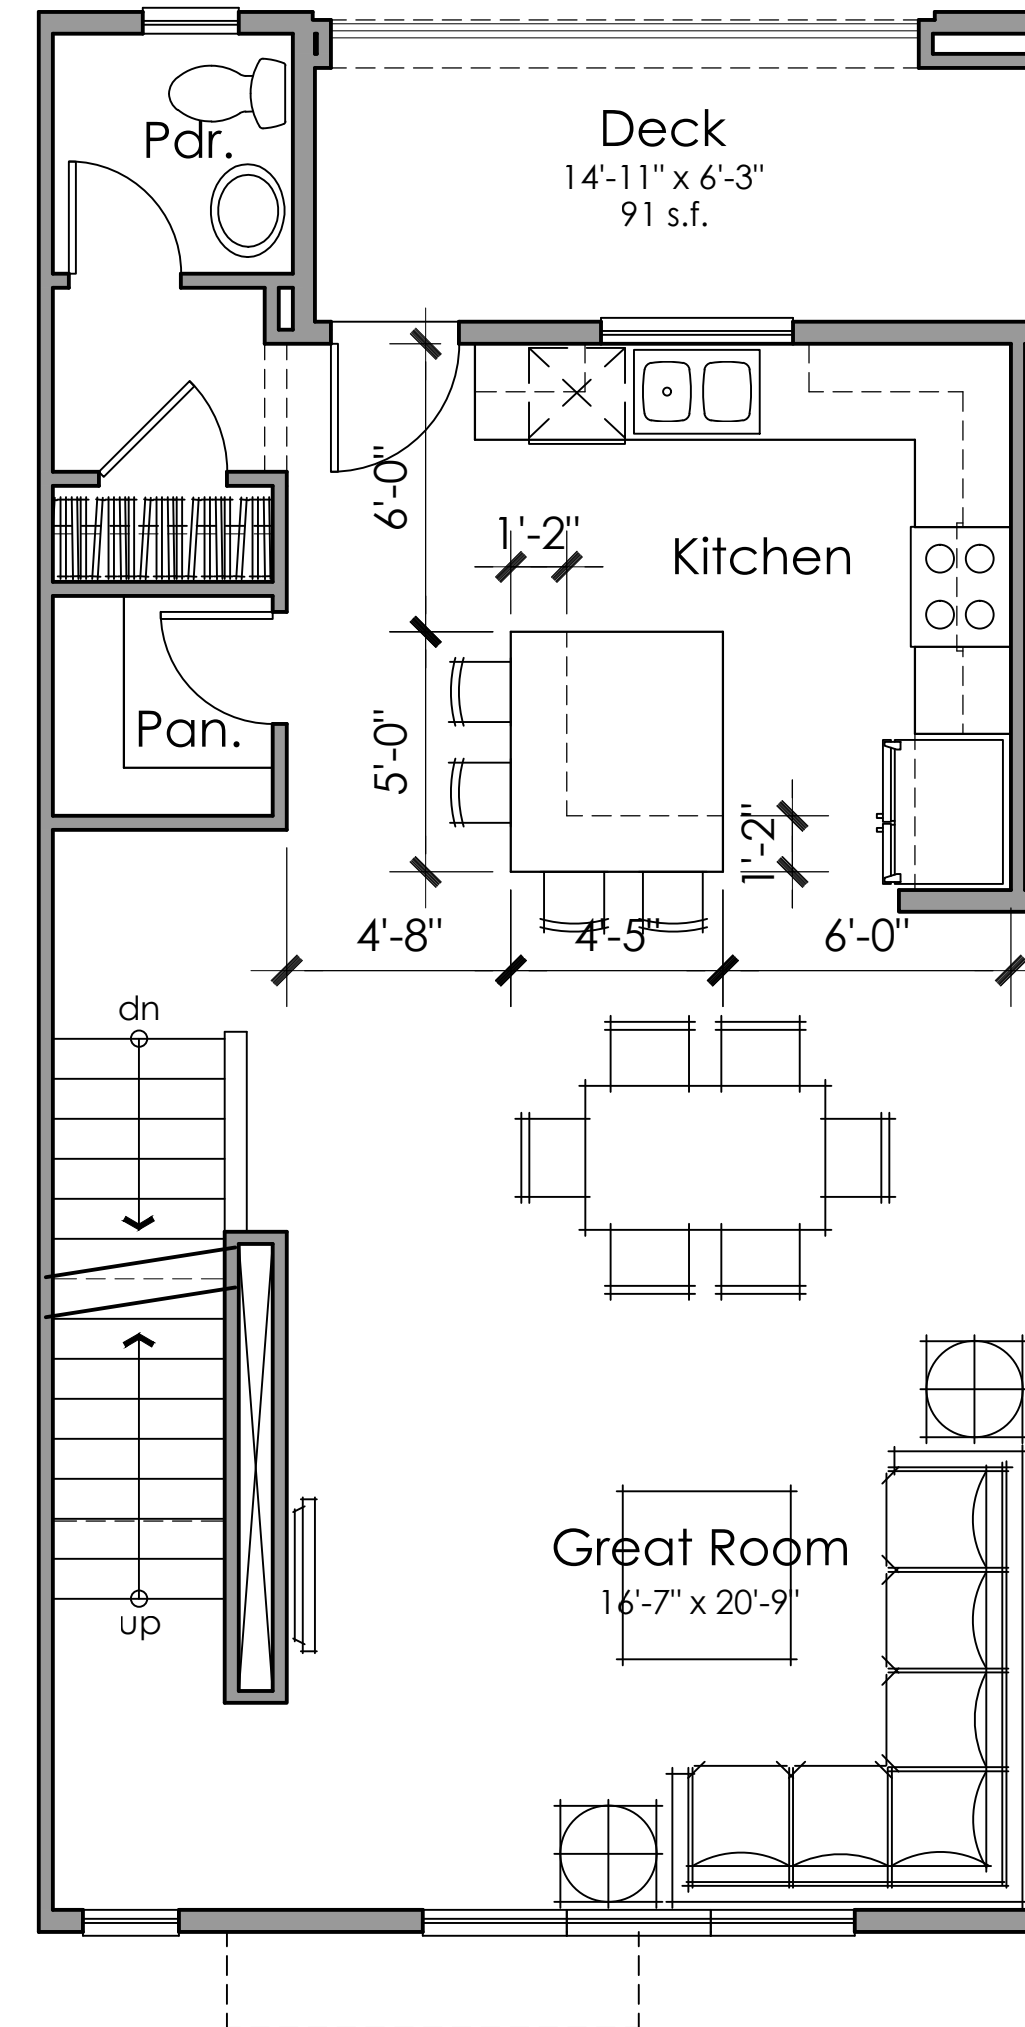 Pdr.
Deck
14'-11" x 6'-3"
91 s.f.
6'-0"
1'-2"
Kitchen
Pan.
5'-0"
1'-2"
4'-8"
4'-5"
6'-0"
dn
Great Room
16'-7" x 20'-9"
up